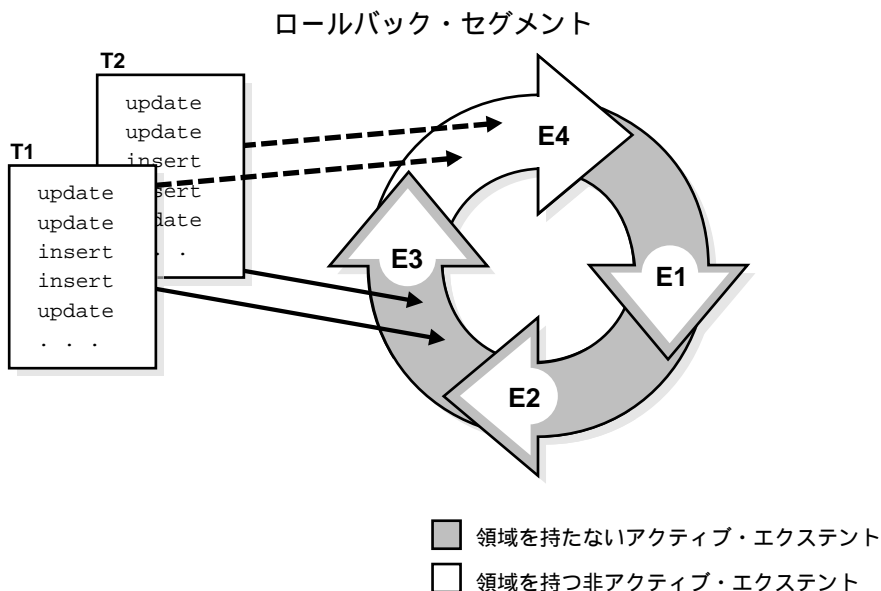 ロールバック・セグメント
T2
update
update
insert
sert
date
. .
T1
update
update
insert
insert
update
. . .
E4
E3
E1
E2
領域を持たないアクティブ・エクステント
領域を持つ非アクティブ・エクステント